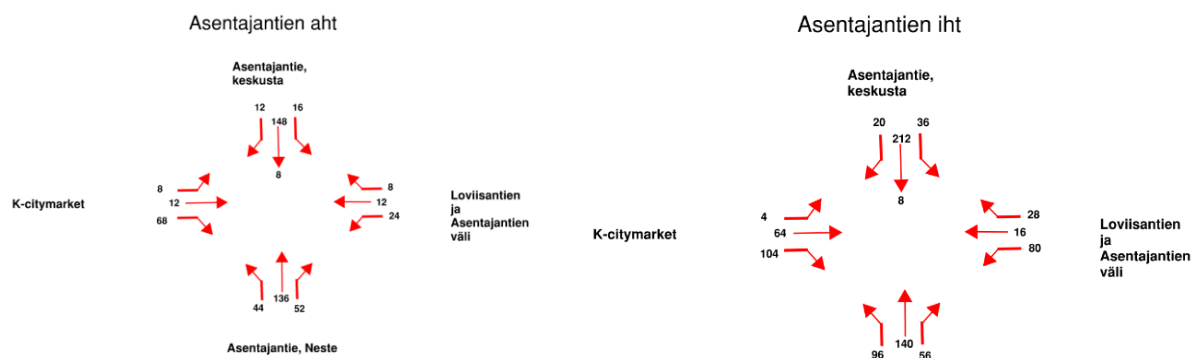 Asentajantien aht
Asentajantie,
keskusta
12 16
148
8
8
12
68
K-citymarket
8
12
24
Loviisantien
ja
Asentajantien
väli
44 136 52
Asentajantie, Neste
Asentajantien iht
Asentajantie,
keskusta
20 36
212
8
4
64
104
K-citymarket
28
16
80
Loviisantien
ja
Asentajantien
väli
96 140 56